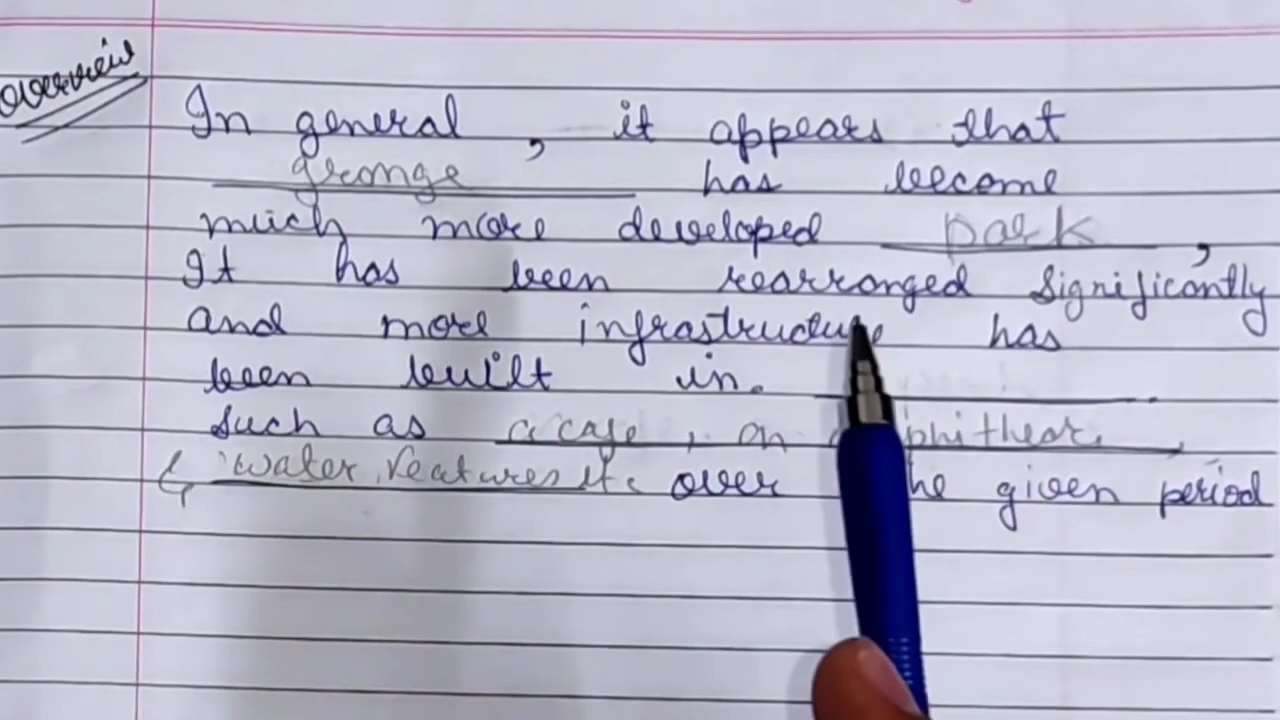 overview
In general , it appears that
grange has become
much more developed park ,
It has been rearranged significantly
and more infrastructure has
been built in.
such as a cafe , an
water features etc over the given period